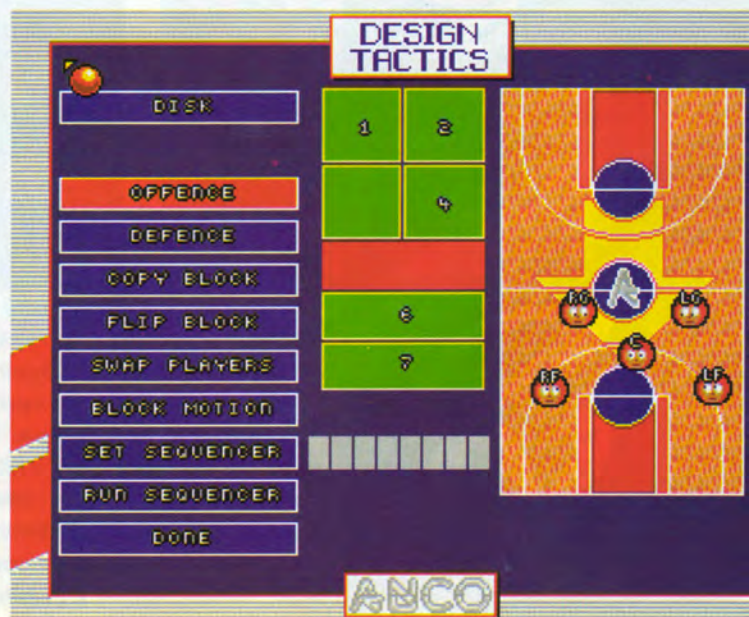 DESIGN
TACTICS
DISK
OFFENCE
DEFENCE
COPY BLOCK
FLIP BLOCK
SWAP PLAYERS
BLOCK MOTION
SET SEQUENCER
RUN SEQUENCER
DONE
1 2
4
6
7
RG LG
C
RF LF
ANCO